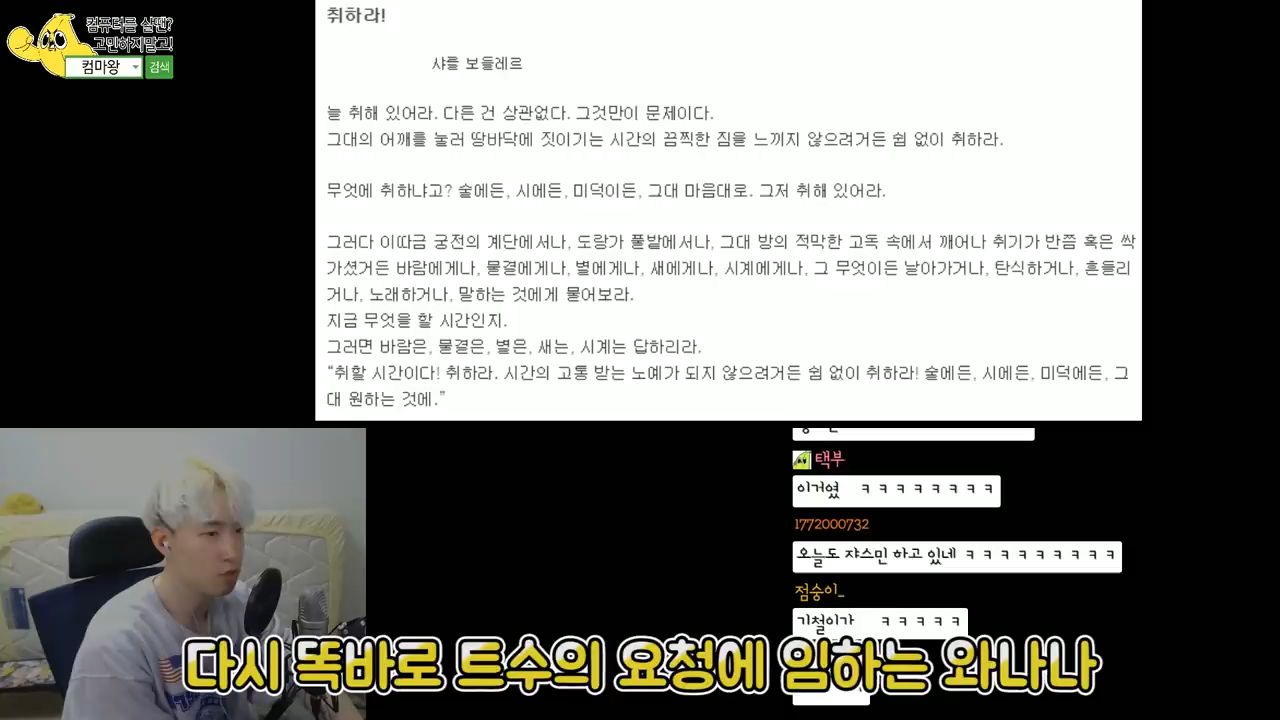 컴퓨터를 살땐?
고민하지말고!
컴마왕
검색
취하라!
샤를 보들레르
늘 취해 있어라. 다른 건 상관없다. 그것만이 문제이다.
그대의 어깨를 눌러 땅바닥에 짓이기는 시간의 끔찍한 짐을 느끼지 않으려거든 쉼 없이 취하라.
무엇에 취하냐고? 술에든, 시에든, 미덕이든, 그대 마음대로. 그저 취해 있어라.
그러다 이따금 궁전의 계단에서나, 도랑가 풀밭에서나, 그대 방의 적막한 고독 속에서 깨어나 취기가 반쯤 혹은 싹
가셨거든 바람에게나, 물결에게나, 별에게나, 새에게나, 시계에게나, 그 무엇이든 날아가거나, 탄식하거나, 흔들리
거나, 노래하거나, 말하는 것에게 물어보라.
지금 무엇을 할 시간인지.
그러면 바람은, 물결은, 별은, 새는, 시계는 답하리라.
“취할 시간이다! 취하라. 시간의 고통 받는 노예가 되지 않으려거든 쉼 없이 취하라! 술에든, 시에든, 미덕에든, 그
대 원하는 것에.”
택부
이거였 ㅋㅋㅋㅋㅋㅋㅋㅋ
1772000732
오늘도 쟈스민 하고 있네 ㅋㅋㅋㅋㅋㅋㅋㅋㅋ
점숭이_
기철이가 ㅋㅋㅋㅋㅋ
다시 똑바로 트수의 요청에 임하는 와나나